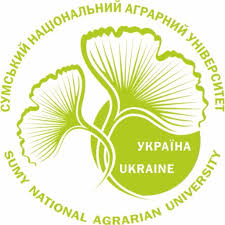 СУМСЬКИЙ НАЦІОНАЛЬНИЙ АГРАРНИЙ УНІВЕРСИТЕТ
УКРАЇНА
UKRAINE
SUMY NATIONAL AGRARIAN UNIVERSITY